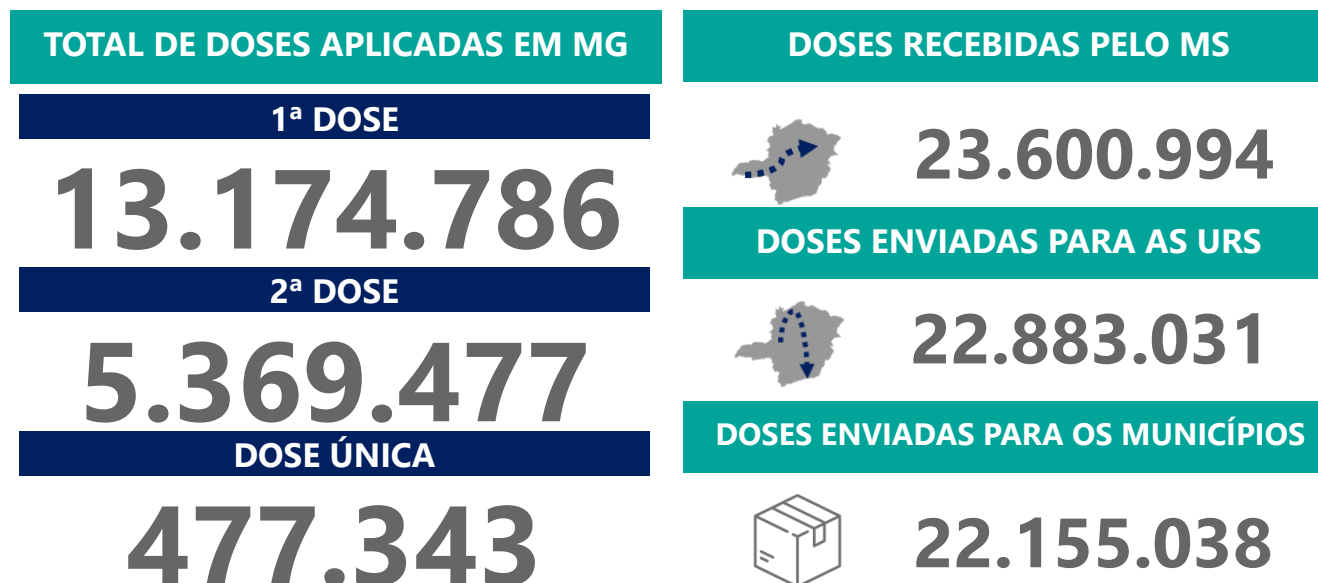 TOTAL DE DOSES APLICADAS EM MG
1ª DOSE
13.174.786
2ª DOSE
5.369.477
DOSE ÚNICA
477.343
DOSES RECEBIDAS PELO MS
23.600.994
DOSES ENVIADAS PARA AS URS
22.883.031
DOSES ENVIADAS PARA OS MUNICÍPIOS
22.155.038